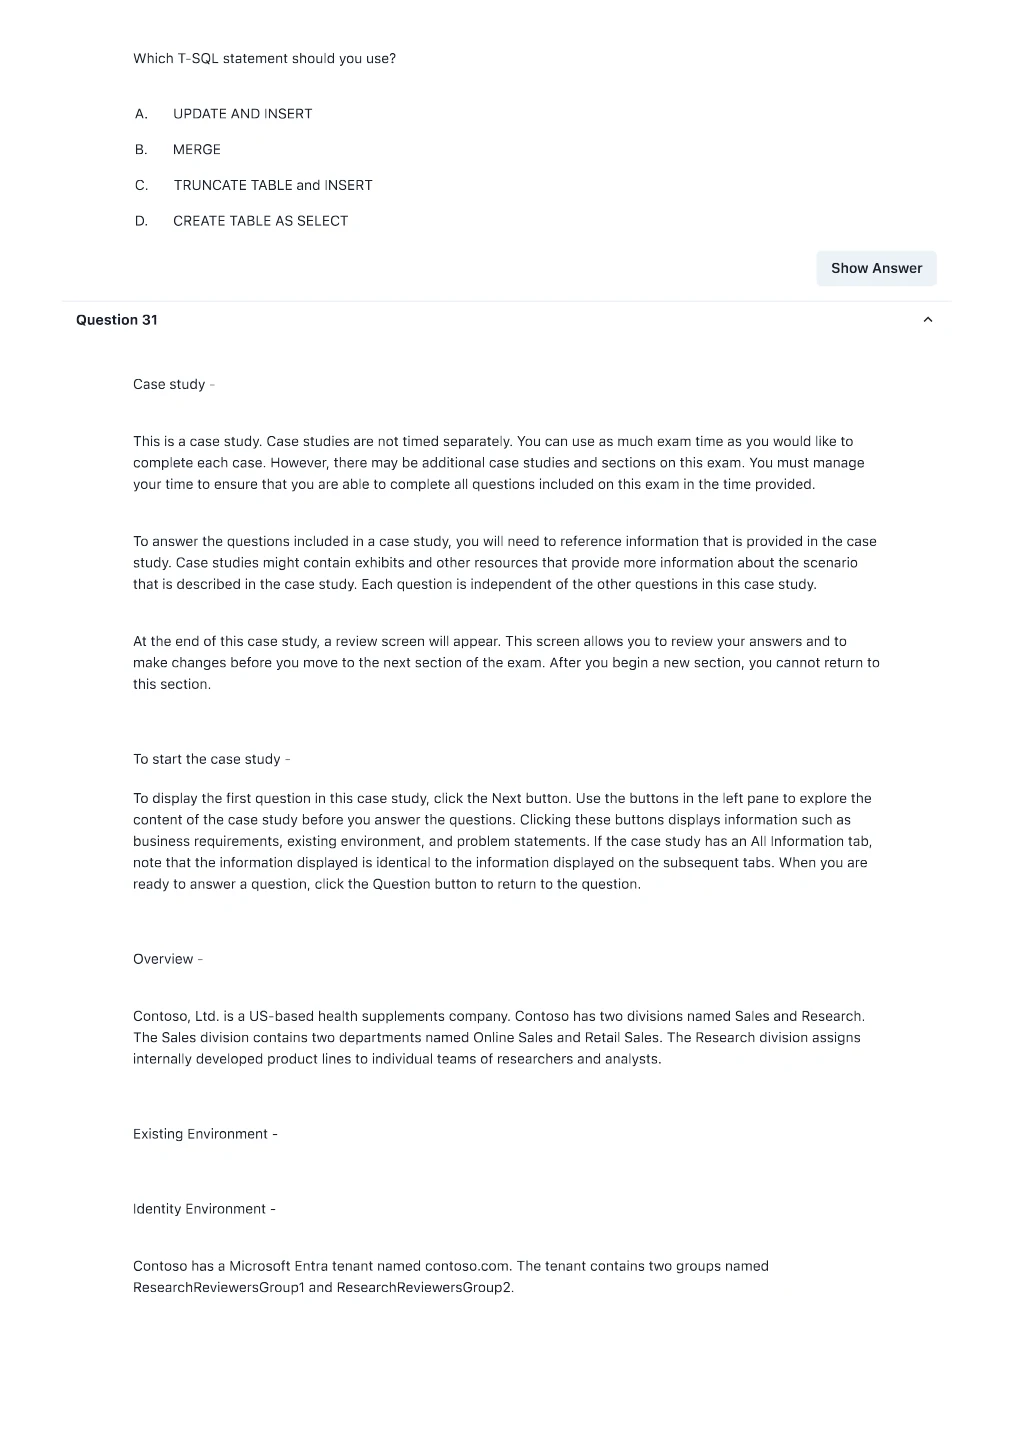 Which T-SQL statement should you use?
A. UPDATE AND INSERT
B. MERGE
C. TRUNCATE TABLE and INSERT
D. CREATE TABLE AS SELECT
Show Answer
Question 31
Case study -
This is a case study. Case studies are not timed separately. You can use as much exam time as you would like to
complete each case. However, there may be additional case studies and sections on this exam. You must manage
your time to ensure that you are able to complete all questions included on this exam in the time provided.
To answer the questions included in a case study, you will need to reference information that is provided in the case
study. Case studies might contain exhibits and other resources that provide more information about the scenario
that is described in the case study. Each question is independent of the other questions in this case study.
At the end of this case study, a review screen will appear. This screen allows you to review your answers and to
make changes before you move to the next section of the exam. After you begin a new section, you cannot return to
this section.
To start the case study -
To display the first question in this case study, click the Next button. Use the buttons in the left pane to explore the
content of the case study before you answer the questions. Clicking these buttons displays information such as
business requirements, existing environment, and problem statements. If the case study has an All Information tab,
note that the information displayed is identical to the information displayed on the subsequent tabs. When you are
ready to answer a question, click the Question button to return to the question.
Overview -
Contoso, Ltd. is a US-based health supplements company. Contoso has two divisions named Sales and Research.
The Sales division contains two departments named Online Sales and Retail Sales. The Research division assigns
internally developed product lines to individual teams of researchers and analysts.
Existing Environment -
Identity Environment -
Contoso has a Microsoft Entra tenant named contoso.com. The tenant contains two groups named
ResearchReviewersGroup1 and ResearchReviewersGroup2.